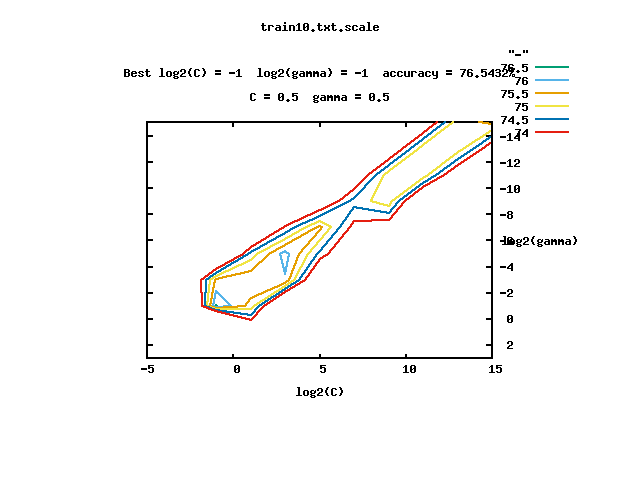 train10.txt.scale
"-"
Best log2(C) = -1 log2(gamma) = -1 accuracy = 76.5432%
76.5
76
C = 0.5 gamma = 0.5
75.5
75
74.5
74
-14
-12
-10
-8
-6
log2(gamma)
-4
-2
0
2
-5 0 5 10 15
log2(C)